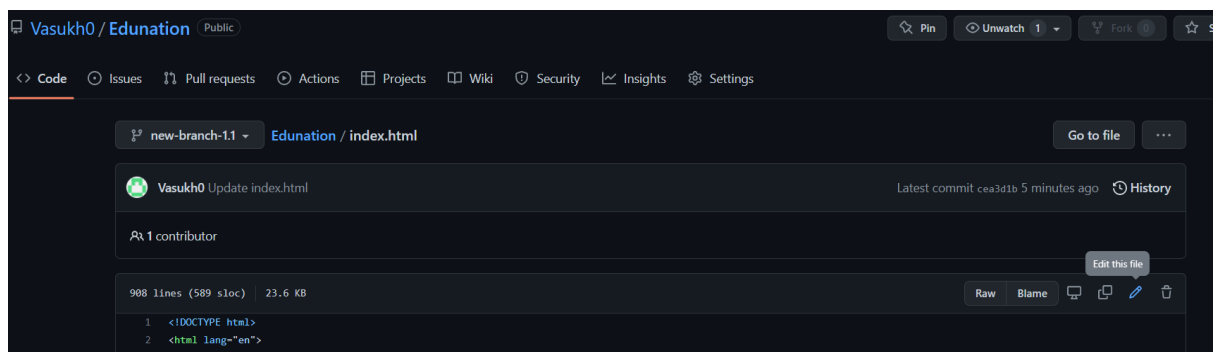 Vasukh0 / Edunation Public Pin Unwatch 1 Fork 0
Code Issues Pull requests Actions Projects Wiki Security Insights Settings
new-branch-1.1 Edunation / index.html Go to file ...
Vasukh0 Update index.html Latest commit cea3d1b 5 minutes ago History
1 contributor
Edit this file
908 lines (589 sloc) 23.6 KB Raw Blame
1 <!DOCTYPE html>
2 <html lang="en">